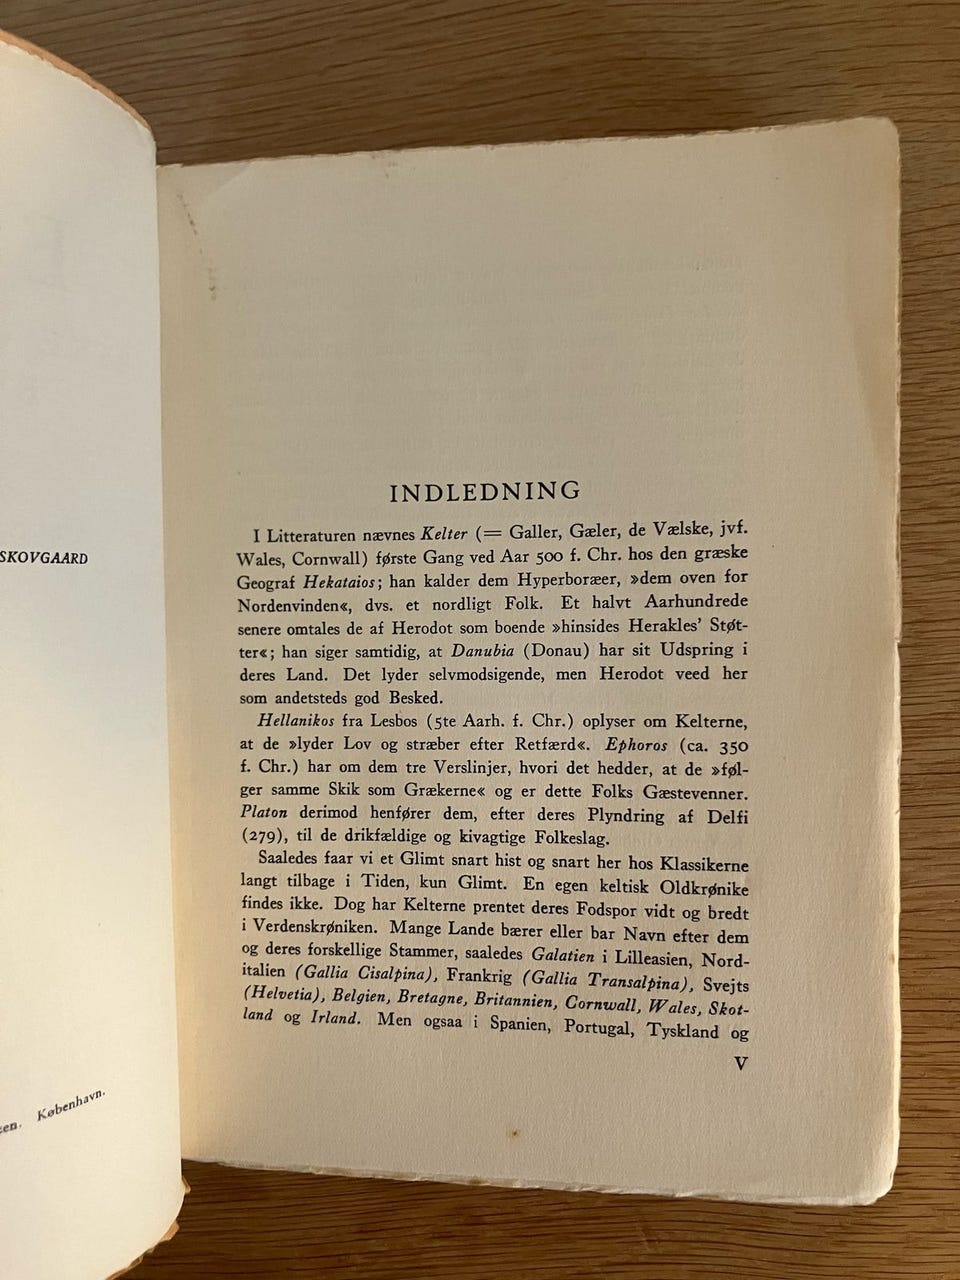 SKOVGAARD
København.
INDLEDNING
I Litteraturen nævnes Kelter (= Galler, Gæler, de Vælske, jvf.
Wales, Cornwall) første Gang ved Aar 500 f. Chr. hos den græske
Geograf Hekataios; han kalder dem Hyperboræer, »dem oven for
Nordenvinden«, dvs. et nordligt Folk. Et halvt Aarhundrede
senere omtales de af Herodot som boende »hinsides Herakles' Støt-
ter«; han siger samtidig, at Danubia (Donau) har sit Udspring i
deres Land. Det lyder selvmodsigende, men Herodot veed her
som andetsteds god Besked.
Hellanikos fra Lesbos (5te Aarh. f. Chr.) oplyser om Kelterne,
at de »lyder Lov og stræber efter Retfærd«. Ephoros (ca. 350
f. Chr.) har om dem tre Verslinjer, hvori det hedder, at de »føl-
ger samme Skik som Grækerne« og er dette Folks Gæstevenner.
Platon derimod henfører dem, efter deres Plyndring af Delfi
(279), til de drikfældige og kivagtige Folkeslag.
Saaledes faar vi et Glimt snart hist og snart her hos Klassikerne
langt tilbage i Tiden, kun Glimt. En egen keltisk Oldkrønike
findes ikke. Dog har Kelterne prentet deres Fodspor vidt og bredt
i Verdenskrøniken. Mange Lande bærer eller bar Navn efter dem
og deres forskellige Stammer, saaledes Galatien i Lilleasien, Nord-
italien (Gallia Cisalpina), Frankrig (Gallia Transalpina), Svejts
(Helvetia), Belgien, Bretagne, Britannien, Cornwall, Wales, Skot-
land og Irland. Men ogsaa i Spanien, Portugal, Tyskland og
V